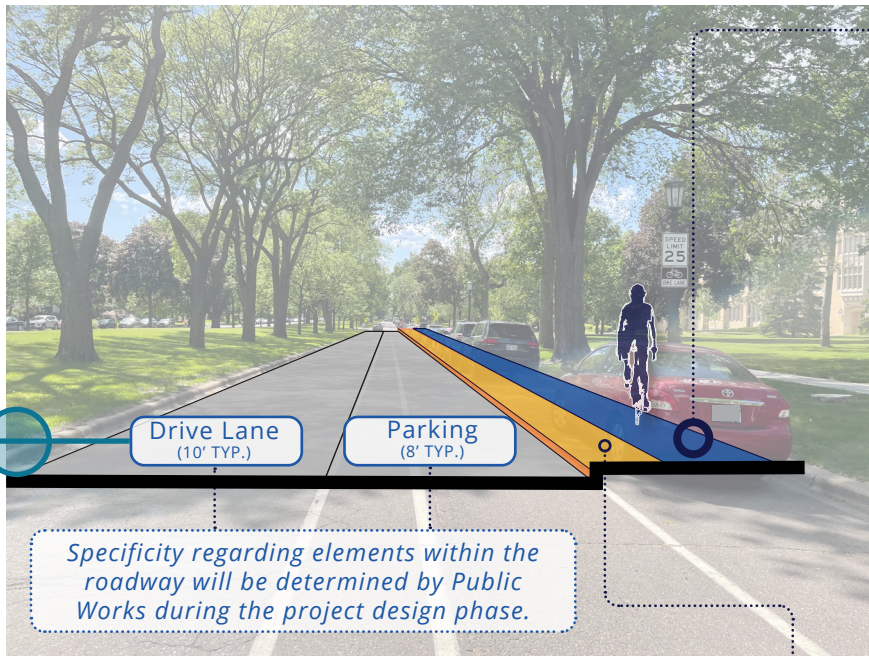 SPEED
LIMIT
25
BIKE LANE
Drive Lane
(10' TYP.)
Parking
(8' TYP.)
Specificity regarding elements within the
roadway will be determined by Public
Works during the project design phase.